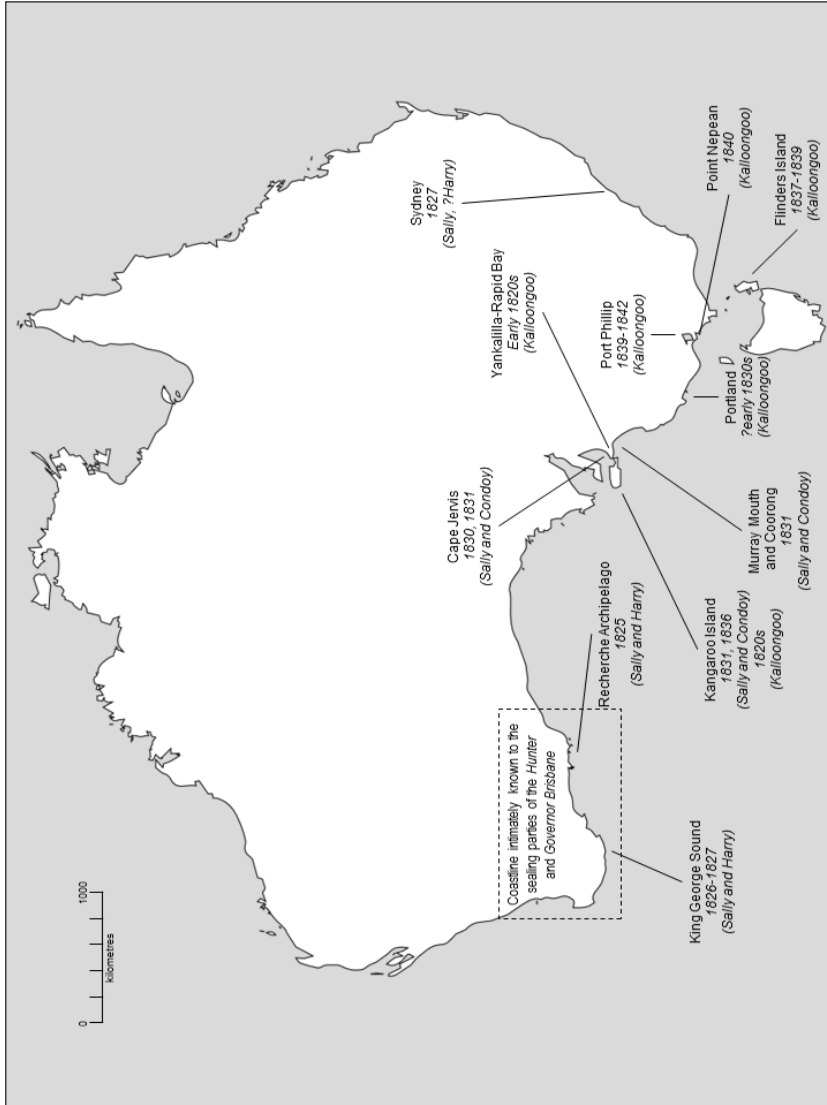 0
1000
kilometres
Sydney
1827
(Sally, ?Harry)
Yankalilla-Rapid Bay
Early 1820s
(Kalloongoo)
Cape Jervis
1830, 1831
(Sally and Condoy)
Port Phillip
1839-1842
(Kalloongoo)
Point Nepean
1840
(Kalloongoo)
Flinders Island
1837-1839
(Kalloongoo)
Portland
?early 1830s
(Kalloongoo)
Murray Mouth
and Coorong
1831
(Sally and Condoy)
Kangaroo Island
1831, 1836
(Sally and Condoy)
1820s
(Kalloongoo)
Recherche Archipelago
1825
(Sally and Harry)
Coastline intimately known to the
sealing parties of the Hunter
and Governor Brisbane
King George Sound
1826-1827
(Sally and Harry)